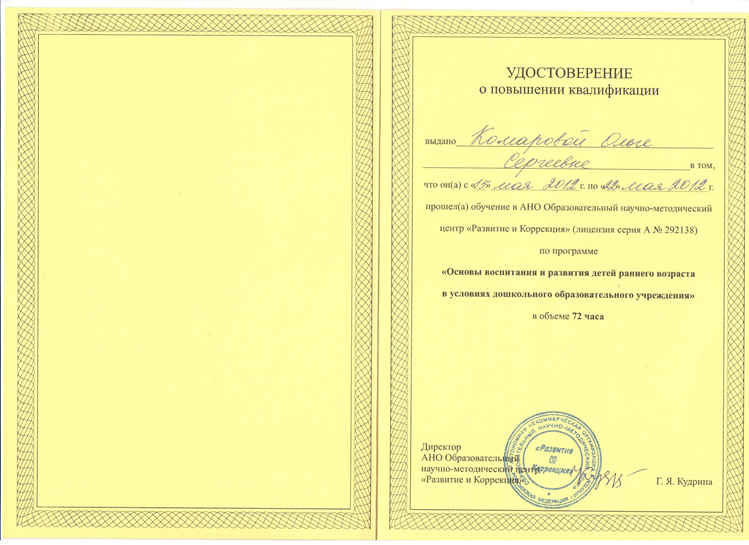 УДОСТОВЕРЕНИЕ
о повышении квалификации
выдано Комаровой Ольге
Сергеевне в том,
что он(а) с «15» мая 2012 г. по «22» мая 2012 г.
прошел(а) обучение в АНО Образовательный научно-методический
центр «Развитие и Коррекция» (лицензия серия А № 292138)
по программе
«Основы воспитания и развития детей раннего возраста
в условиях дошкольного образовательного учреждения»
в объеме 72 часа
Директор
АНО Образовательный
научно-методический центр
«Развитие и Коррекция»
Г. Я. Кудрина
«Развитие
и
Коррекция»